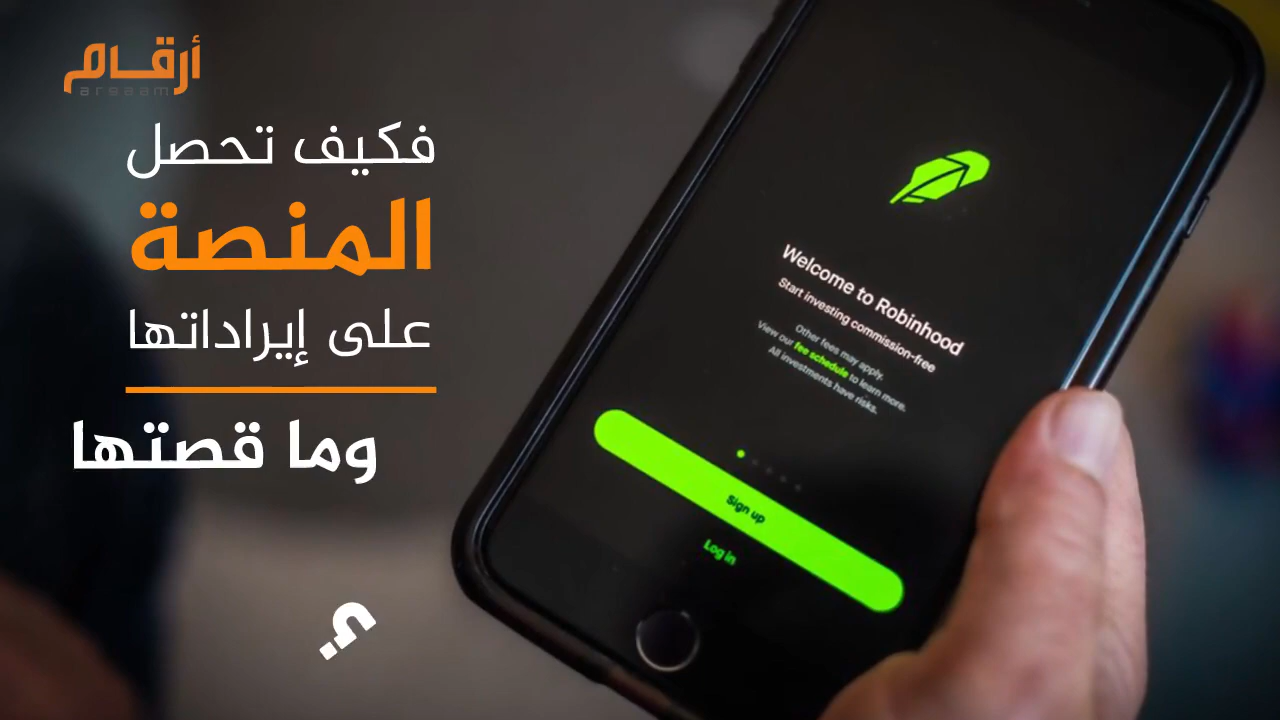 أرقام
argaam
فكيف تحصل
المنصة
على إيراداتها
وما قصتها
؟
Welcome to Robinhood
Start investing commission-free
Other fees may apply.
View our fee schedule to learn more.
All investments have risks.
Sign up
Log in